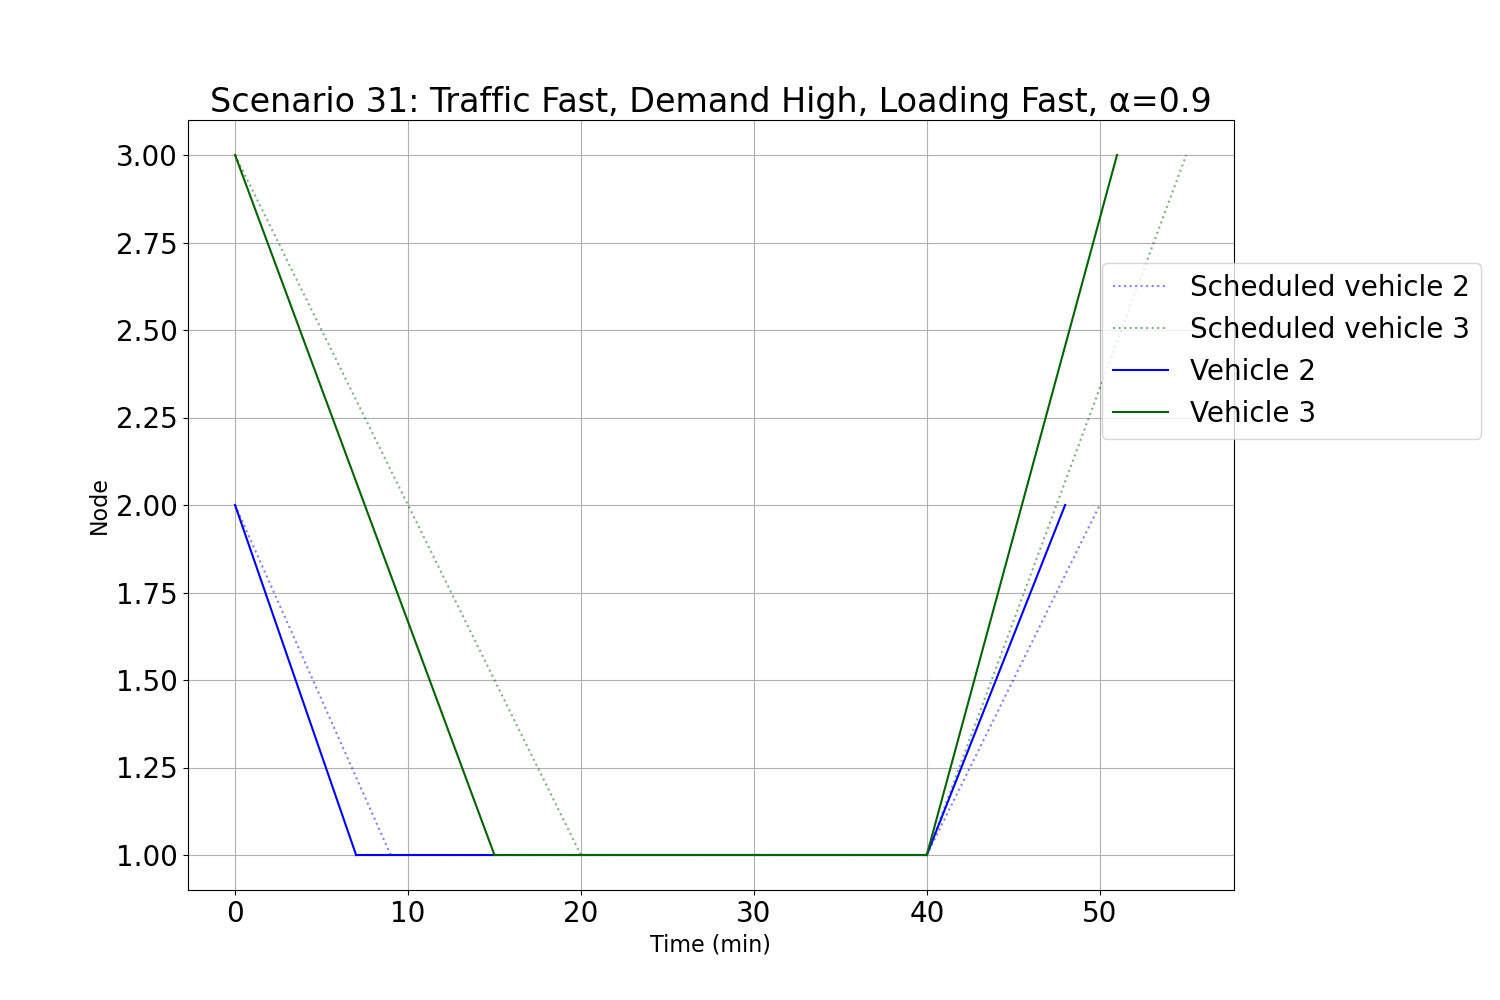 Scenario 31: Traffic Fast, Demand High, Loading Fast, α=0.9
3.00
2.75
2.50
2.25
2.00
1.75
1.50
1.25
1.00
Node
0 10 20 30 40 50
Time (min)
Scheduled vehicle 2
Scheduled vehicle 3
Vehicle 2
Vehicle 3